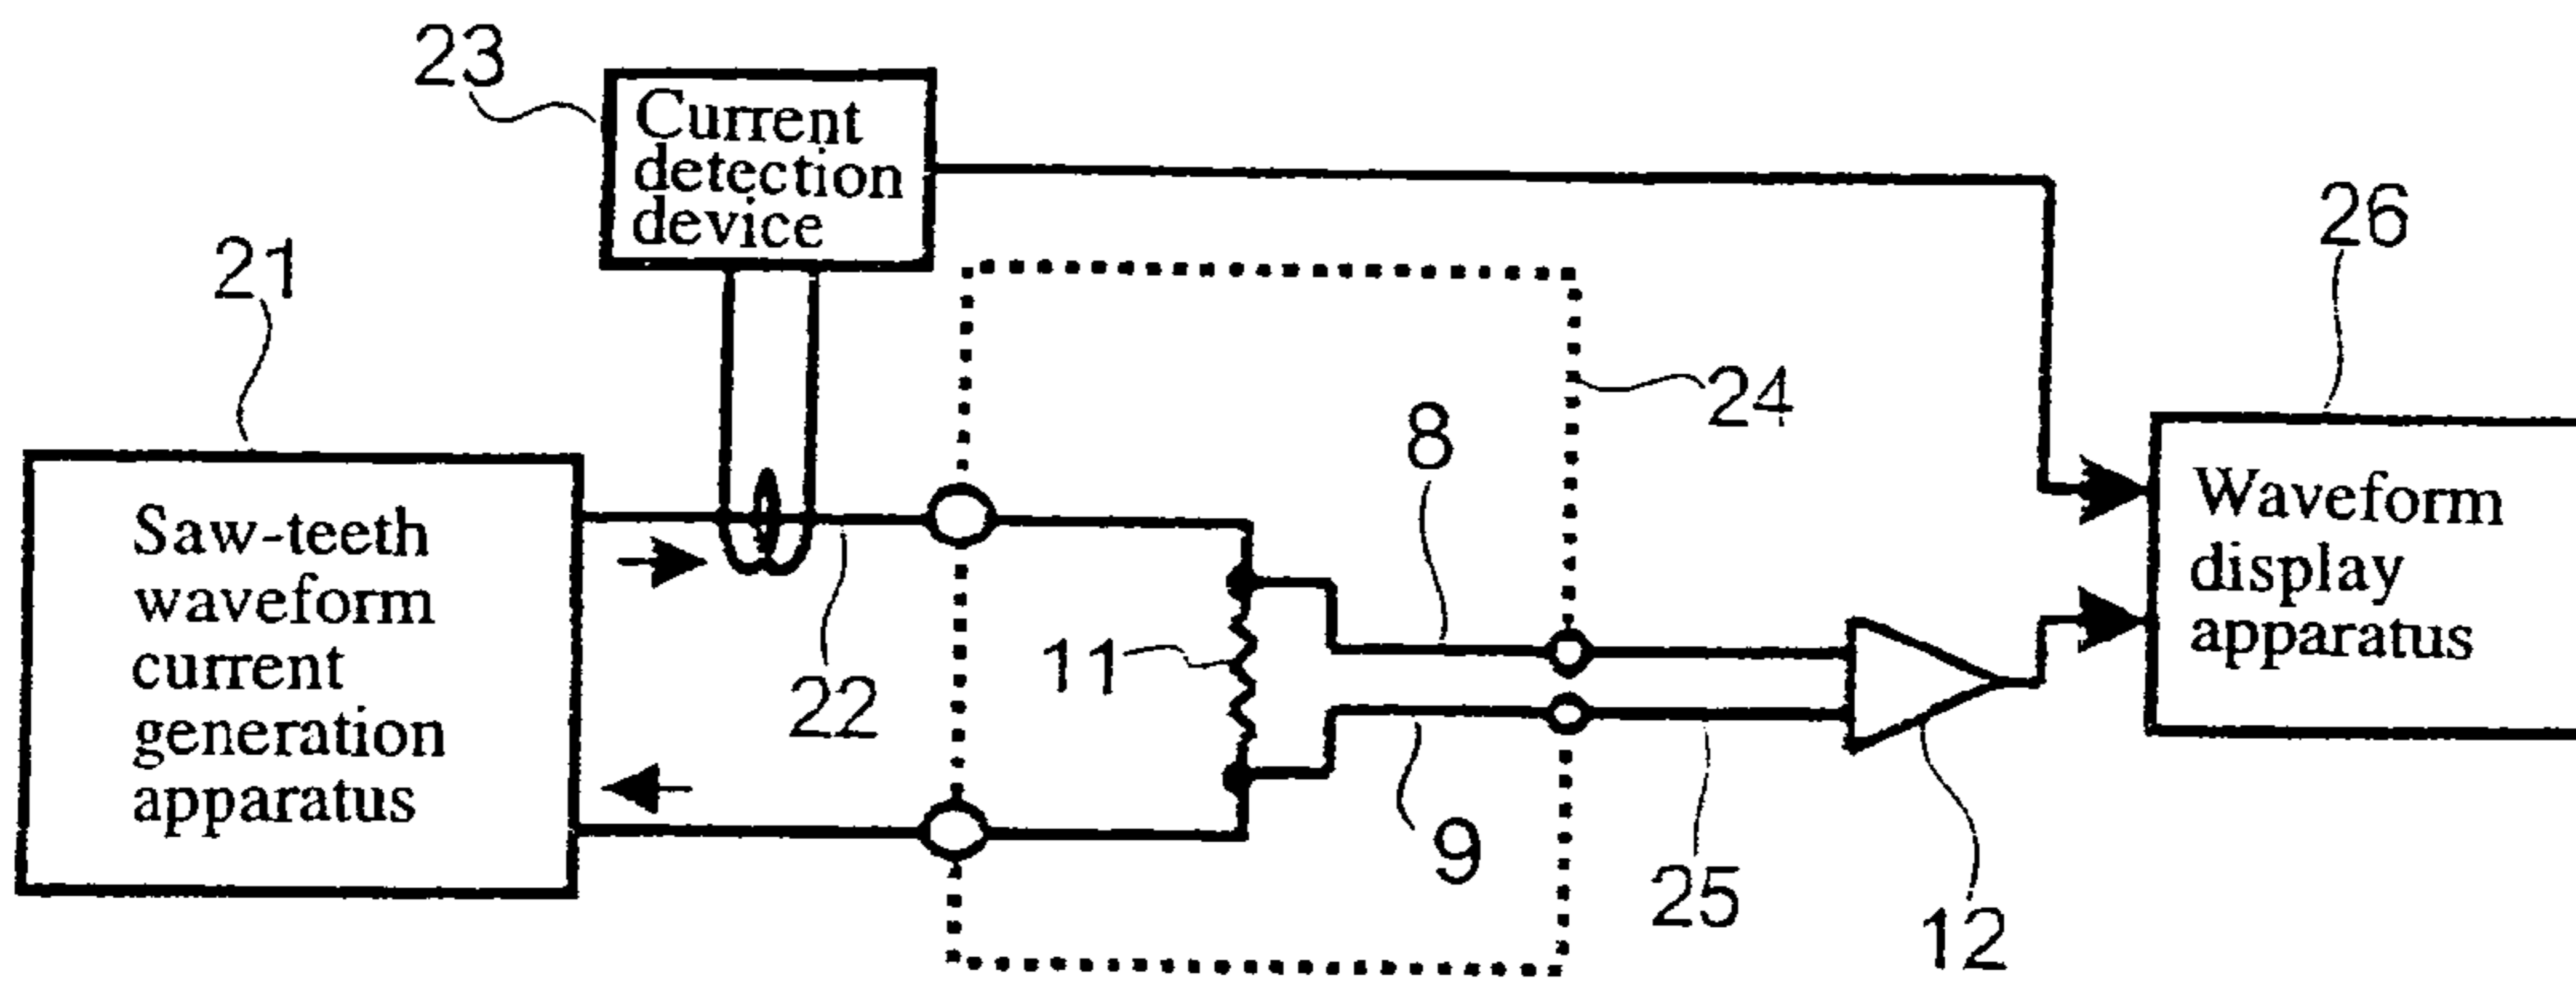 23
Current
detection
device
26
21
24
8
Saw-teeth
waveform
current
generation
apparatus
Waveform
display
apparatus
11
22
9
25
12